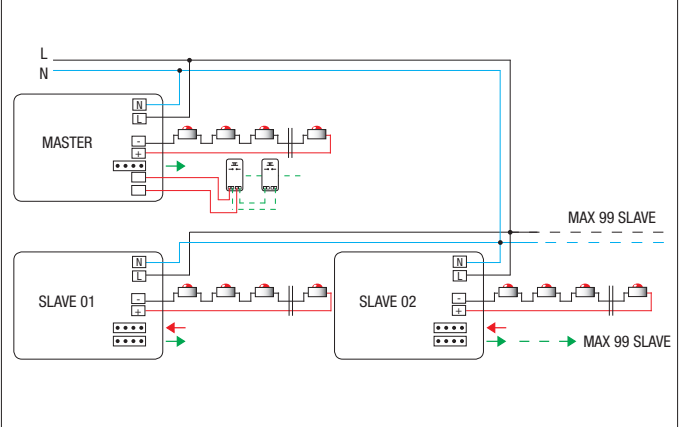 L
N
N
L
MASTER
-
+
MAX 99 SLAVE
N
L
SLAVE 01
-
+
N
L
SLAVE 02
-
+
MAX 99 SLAVE